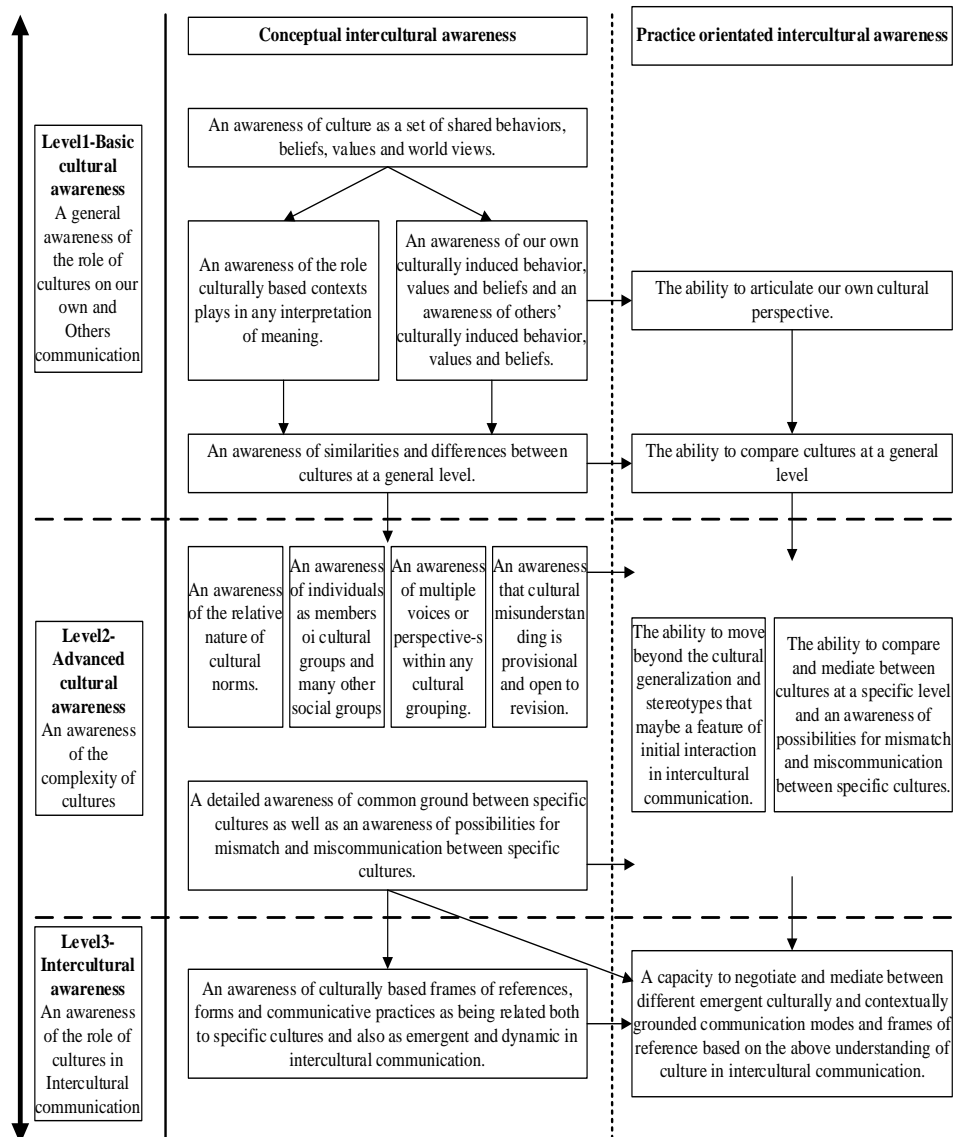 Conceptual intercultural awareness
Practice orientated intercultural awareness
Level1-Basic
cultural
awareness
A general
awareness of
the role of
cultures on our
own and
Others
communication
An awareness of culture as a set of shared behaviors,
beliefs, values and world views.
An awareness of the role
culturally based contexts
plays in any interpretation
of meaning.
An awareness of our own
culturally induced behavior,
values and beliefs and an
awareness of others’
culturally induced behavior,
values and beliefs.
The ability to articulate our own cultural
perspective.
An awareness of similarities and differences between
cultures at a general level.
The ability to compare cultures at a general
level
Level2-
Advanced
cultural
awareness
An awareness
of the
complexity of
cultures
An awareness
of the relative
nature of
cultural
norms.
An awareness
of individuals
as members
oi cultural
groups and
many other
social groups
An awareness
of multiple
voices or
perspective-s
within any
cultural
grouping.
An awareness
that cultural
misunderstan
ding is
provisional
and open to
revision.
The ability to move
beyond the cultural
generalization and
stereotypes that
maybe a feature of
initial interaction
in intercultural
communication.
The ability to compare
and mediate between
cultures at a specific level
and an awareness of
possibilities for mismatch
and miscommunication
between specific cultures.
A detailed awareness of common ground between specific
cultures as well as an awareness of possibilities for
mismatch and miscommunication between specific
cultures.
Level3-
Intercultural
awareness
An awareness
of the role of
cultures in
Intercultural
communication
An awareness of culturally based frames of references,
forms and communicative practices as being related both
to specific cultures and also as emergent and dynamic in
intercultural communication.
A capacity to negotiate and mediate between
different emergent culturally and contextually
grounded communication modes and frames of
reference based on the above understanding of
culture in intercultural communication.